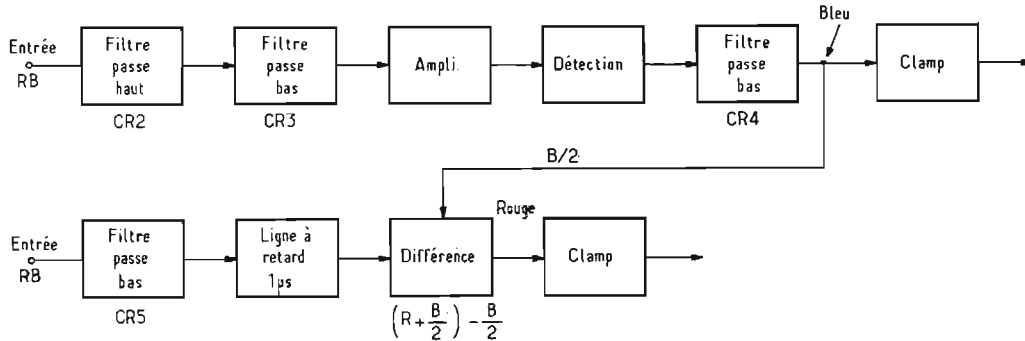 Bleu
Entrée
RB
Filtre
passe
haut
CR2
Filtre
passe
bas
CR3
Ampli.
Détection
Filtre
passe
bas
CR4
Clamp
B/2
Entrée
RB
Filtre
passe
bas
CR5
Ligne à
retard
1µs
Différence
(R + B/2) - B/2
Rouge
Clamp